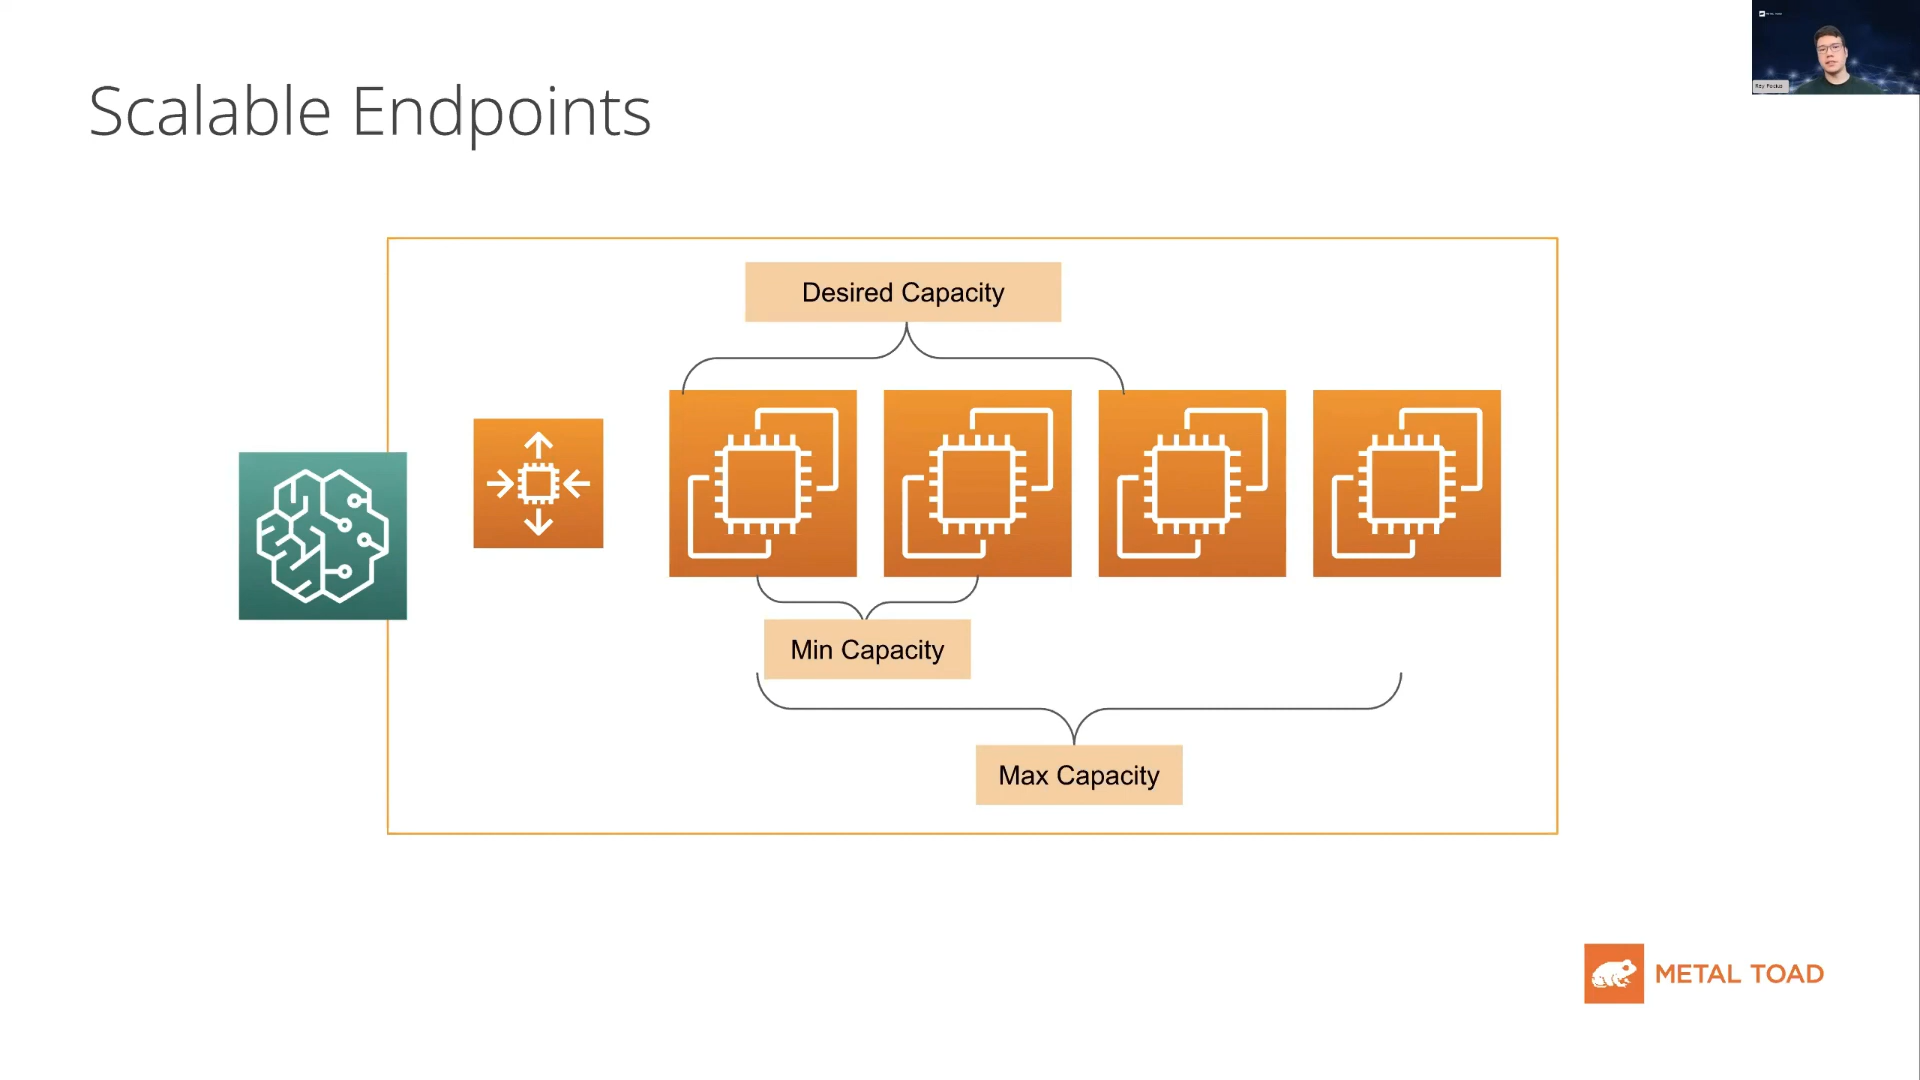 Scalable Endpoints
Desired Capacity
Min Capacity
Max Capacity
METAL TOAD